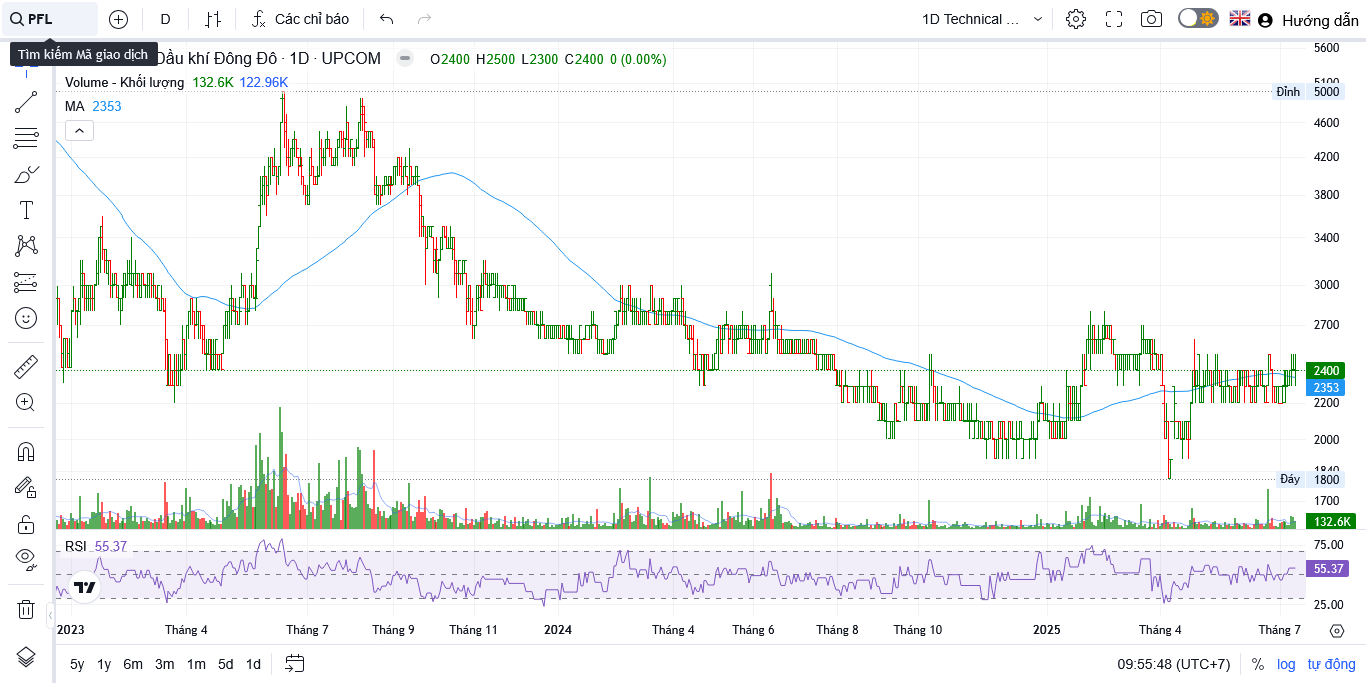 PFL
D
Các chỉ báo
1D Technical ...
Hướng dẫn
Tìm kiếm Mã giao dịch
Dầu khí Đông Đô · 1D · UPCOM
O2400 H2500 L2300 C2400 0 (0.00%)
Volume - Khối lượng 132.6K 122.96K
MA 2353
5600
5100
Đỉnh 5000
4600
4200
3800
3400
3000
2700
2400
2353
2200
2000
1840
Đáy 1800
1700
132.6K
RSI 55.37
75.00
55.37
25.00
2023 Tháng 4 Tháng 7 Tháng 9 Tháng 11 2024 Tháng 4 Tháng 6 Tháng 8 Tháng 10 2025 Tháng 4 Tháng 7
5y 1y 6m 3m 1m 5d 1d
09:55:48 (UTC+7) % log tự động